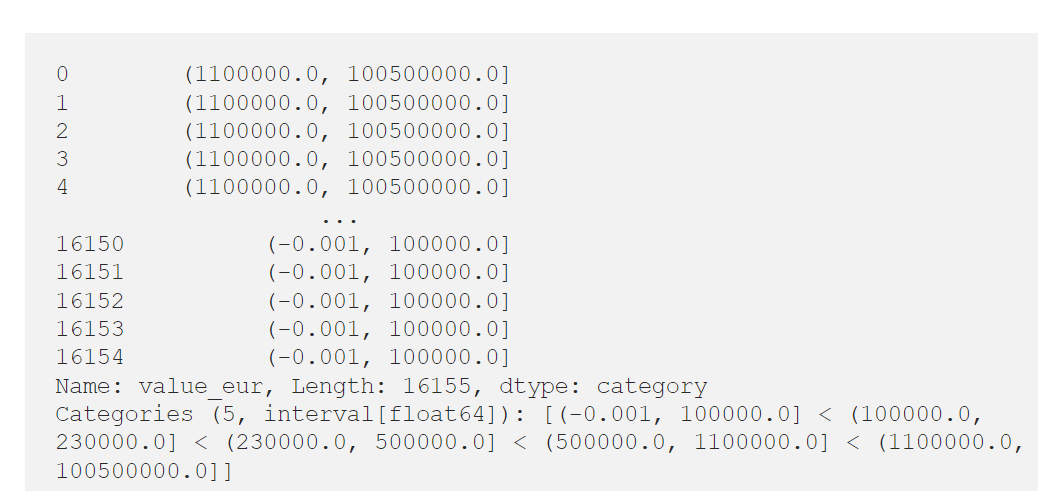 0 (1100000.0, 100500000.0]
1 (1100000.0, 100500000.0]
2 (1100000.0, 100500000.0]
3 (1100000.0, 100500000.0]
4 (1100000.0, 100500000.0]
...
16150 (-0.001, 100000.0]
16151 (-0.001, 100000.0]
16152 (-0.001, 100000.0]
16153 (-0.001, 100000.0]
16154 (-0.001, 100000.0]
Name: value_eur, Length: 16155, dtype: category
Categories (5, interval[float64]): [(-0.001, 100000.0] < (100000.0,
230000.0] < (230000.0, 500000.0] < (500000.0, 1100000.0] < (1100000.0,
100500000.0]]